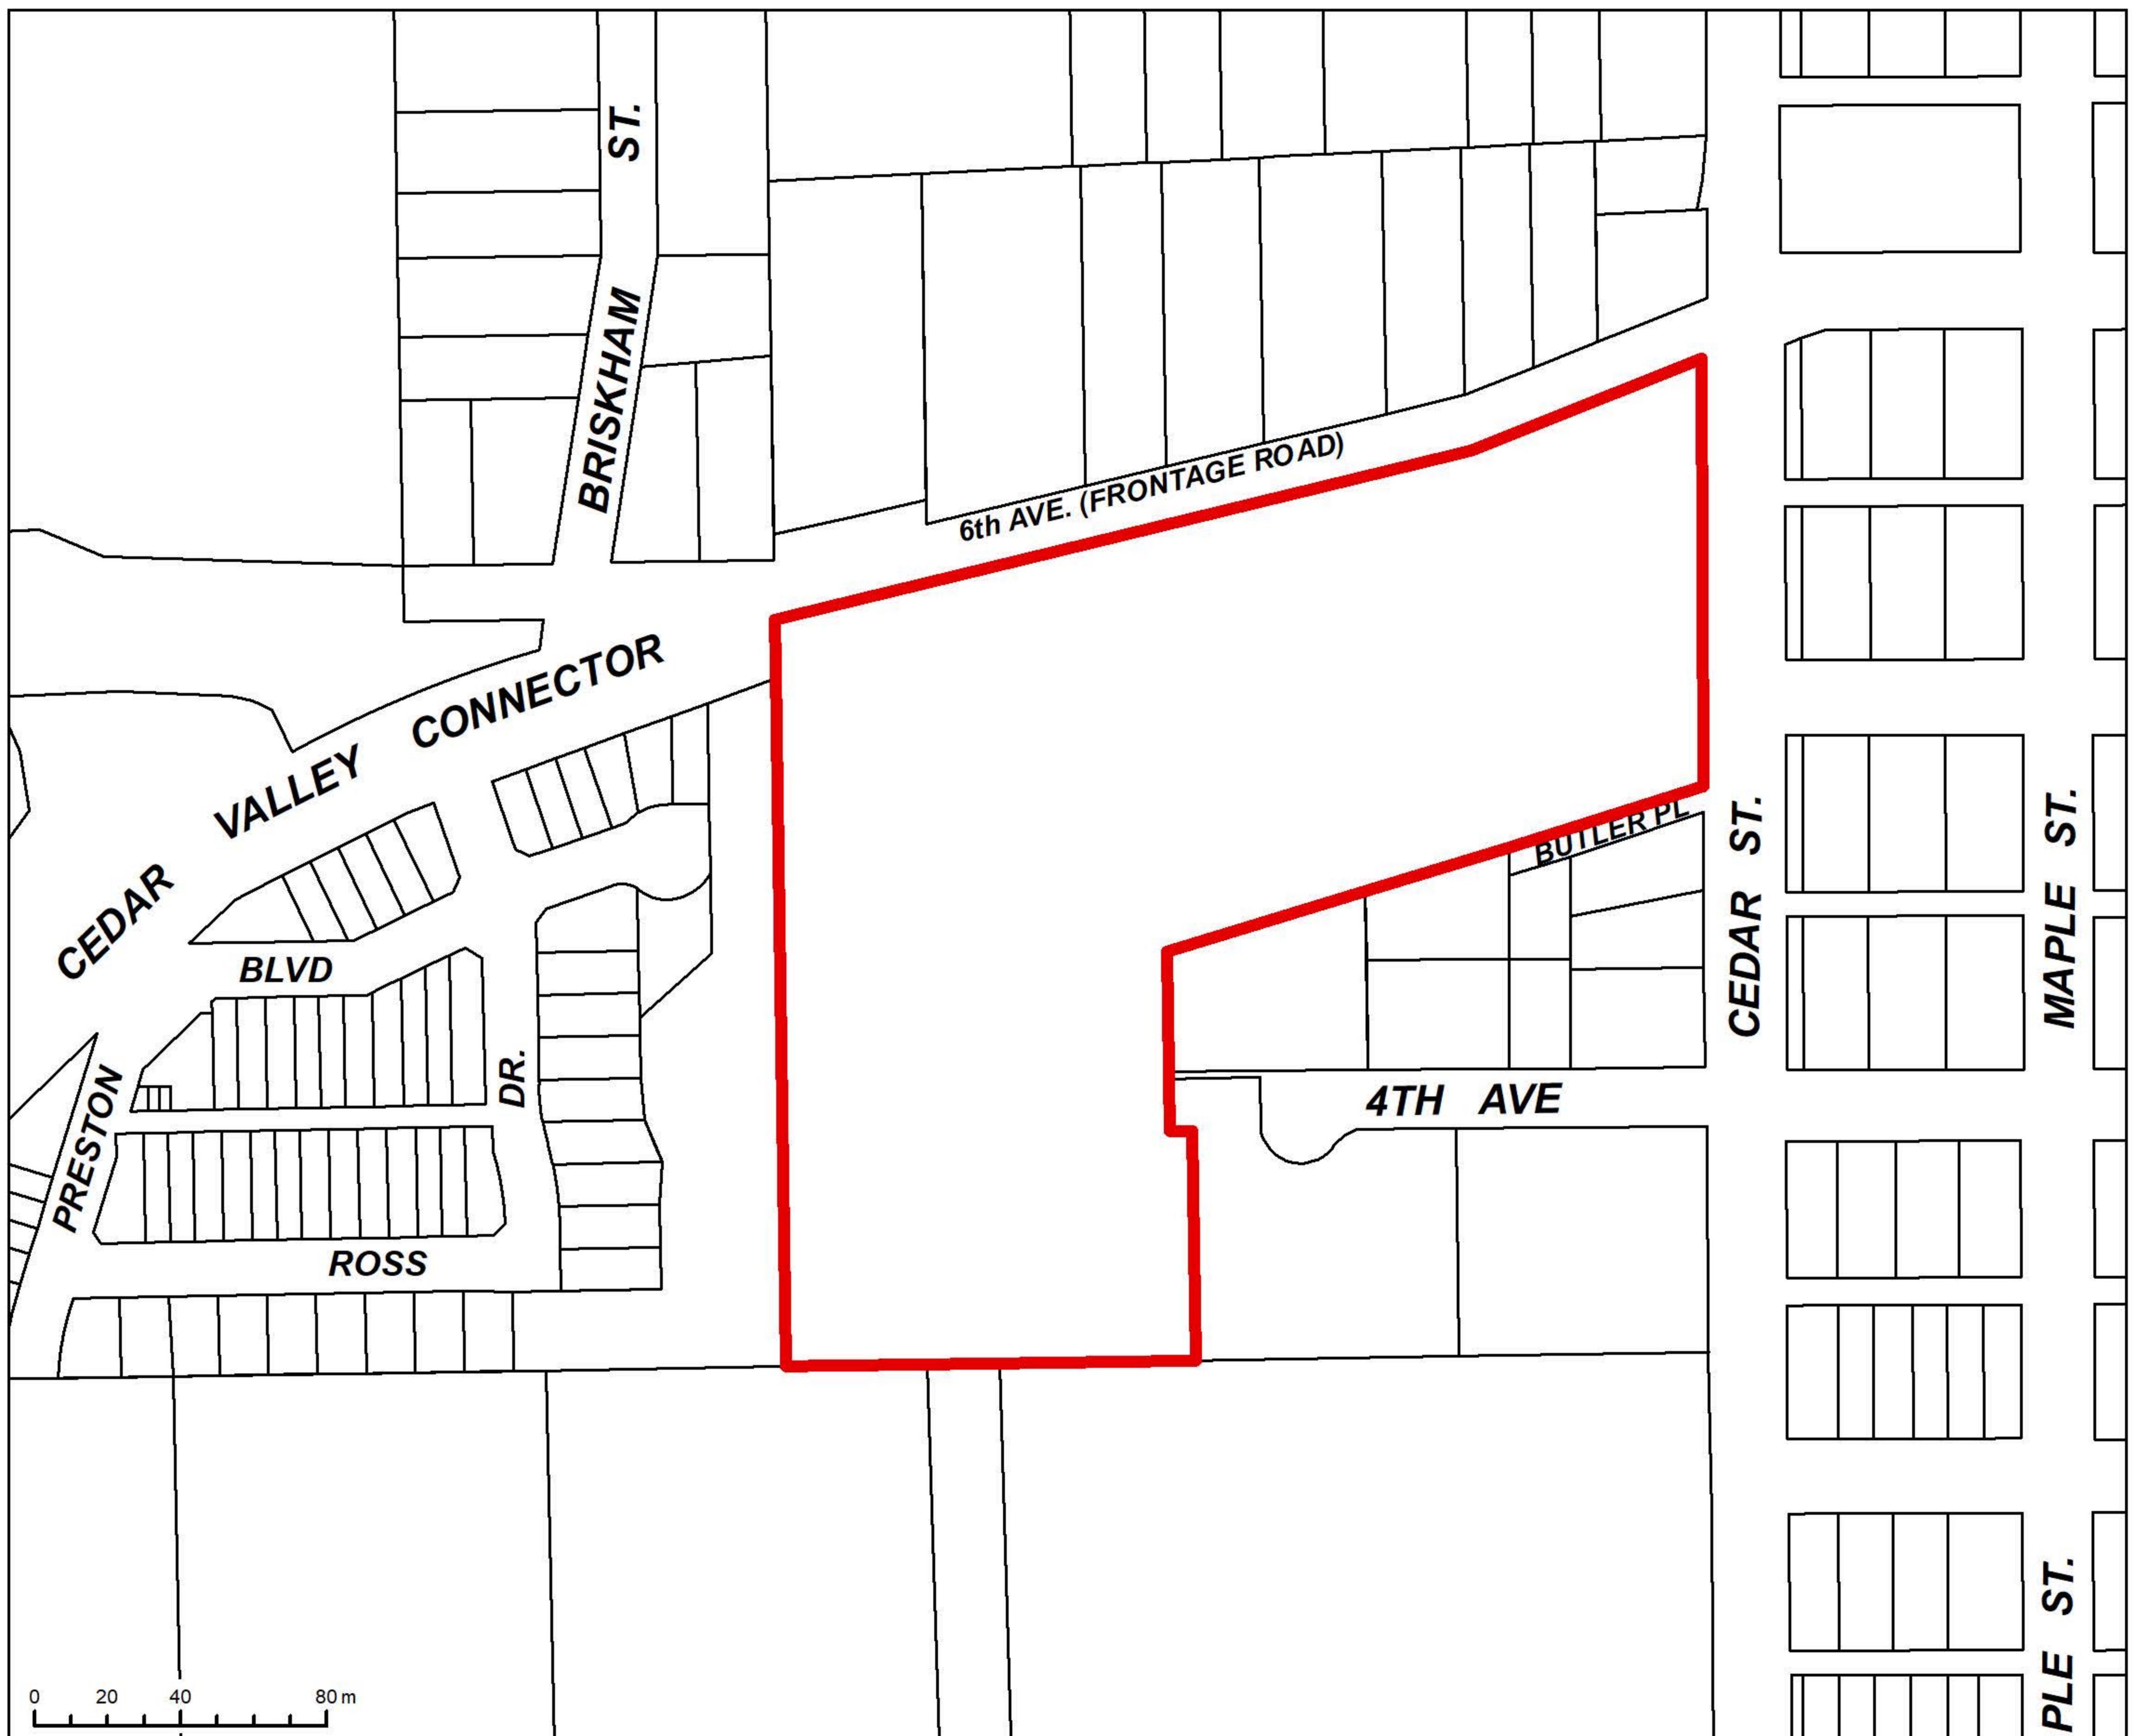 ST.
BRISKHAM
6th AVE. (FRONTAGE ROAD)
CEDAR VALLEY CONNECTOR
BUTLER PL
CEDAR ST.
MAPLE ST.
BLVD
DR.
PRESTON
4TH AVE
ROSS
PLE ST.
0 20 40 80 m